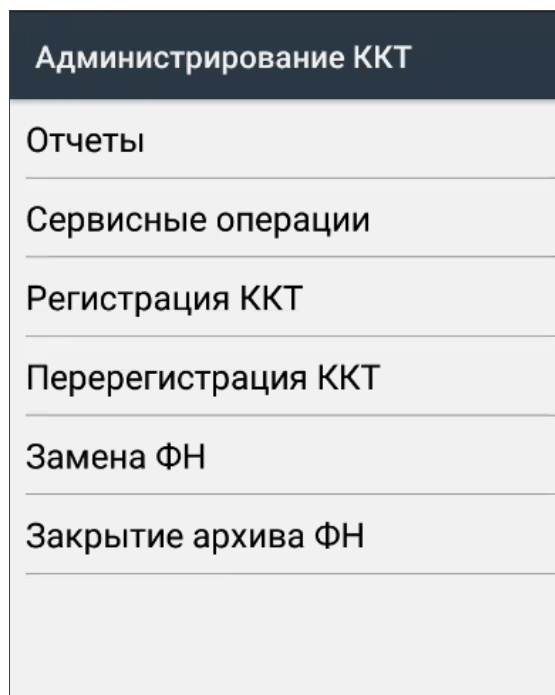 Администрирование ККТ
Отчеты
Сервисные операции
Регистрация ККТ
Перерегистрация ККТ
Замена ФН
Закрытие архива ФН